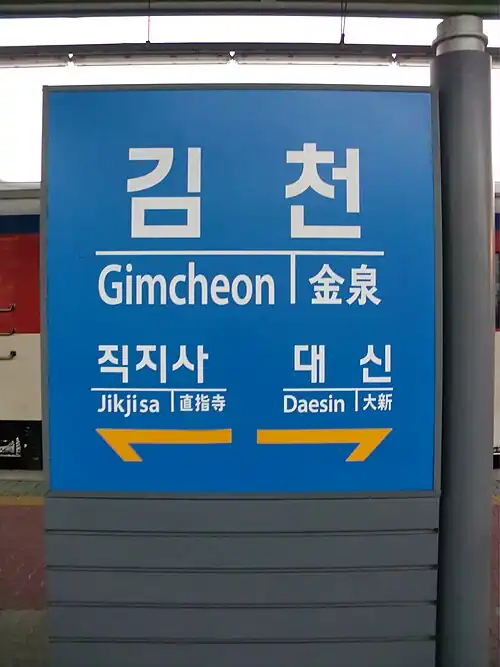 김 천
Gimcheon 金泉
직지사 대 신
Jikjisa 直指寺 Daesin 大新